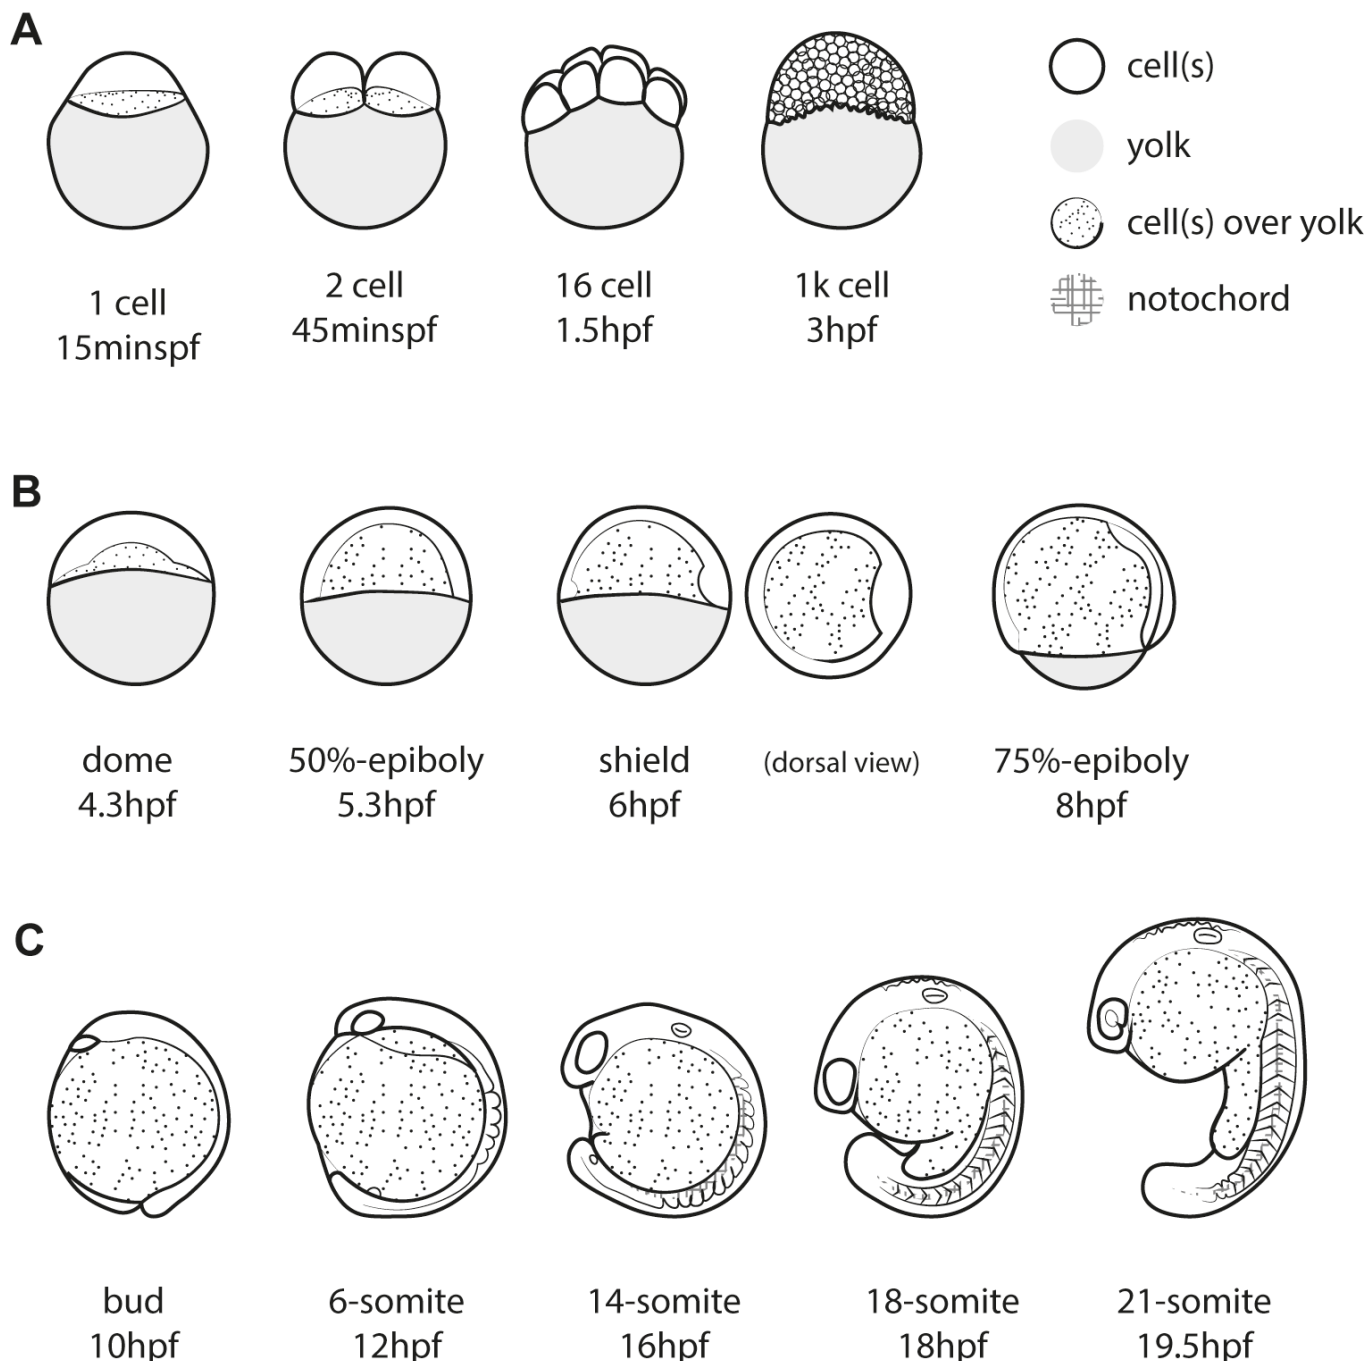 A
1 cell
15minspf
2 cell
45minspf
16 cell
1.5hpf
1k cell
3hpf
cell(s)
yolk
cell(s) over yolk
notochord
B
dome
4.3hpf
50%-epiboly
5.3hpf
shield
6hpf
(dorsal view)
75%-epiboly
8hpf
C
bud
10hpf
6-somite
12hpf
14-somite
16hpf
18-somite
18hpf
21-somite
19.5hpf